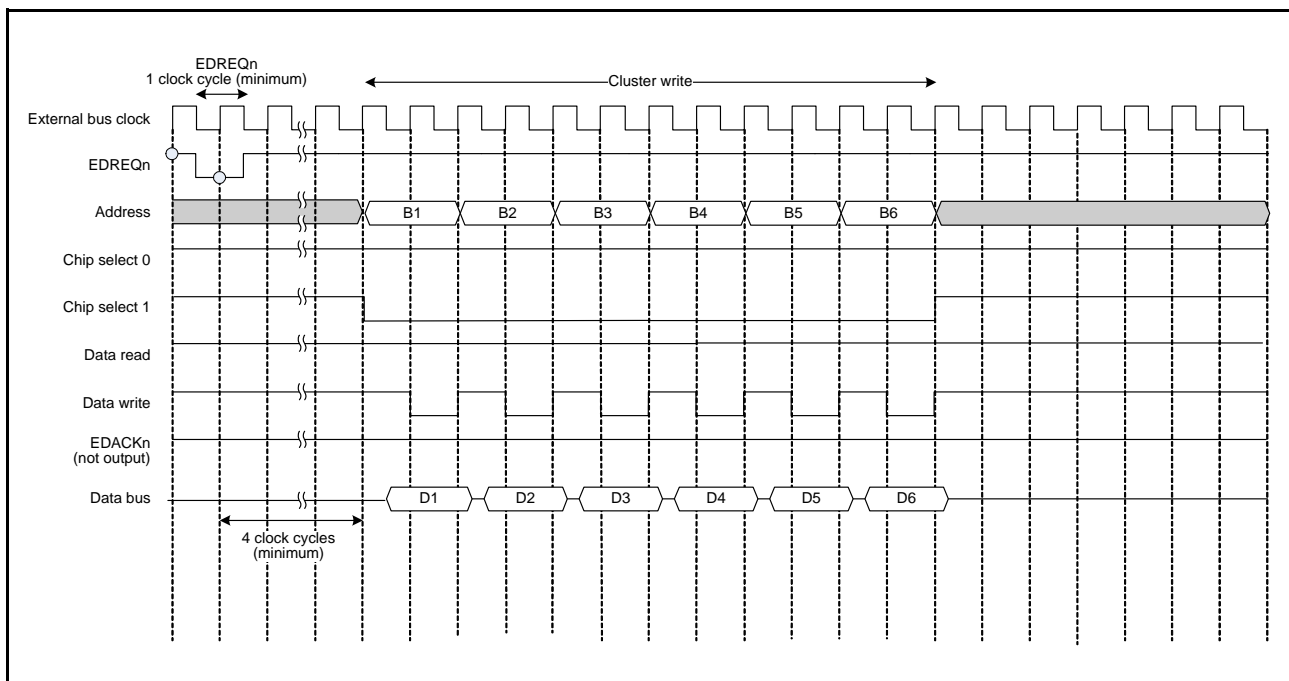 EDREQn
1 clock cycle (minimum)
Cluster write
External bus clock
EDREQn
Address
B1 B2 B3 B4 B5 B6
Chip select 0
Chip select 1
Data read
Data write
EDACKn
(not output)
Data bus
D1 D2 D3 D4 D5 D6
4 clock cycles
(minimum)